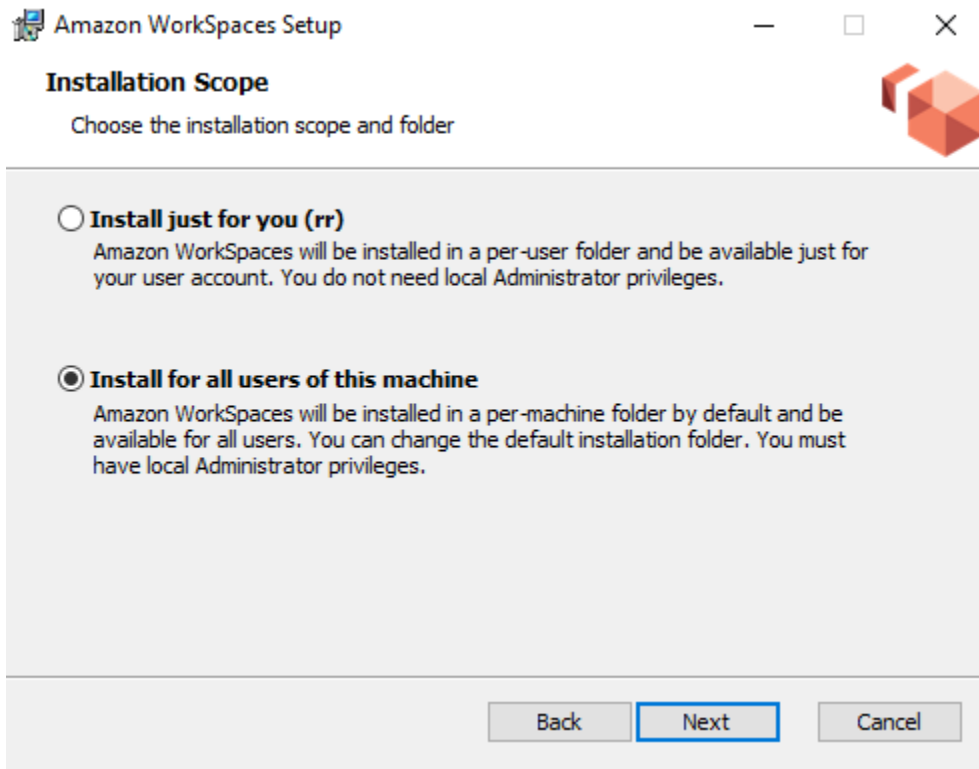 Amazon WorkSpaces Setup
Installation Scope
Choose the installation scope and folder
Install just for you (rr)
Amazon WorkSpaces will be installed in a per-user folder and be available just for
your user account. You do not need local Administrator privileges.
Install for all users of this machine
Amazon WorkSpaces will be installed in a per-machine folder by default and be
available for all users. You can change the default installation folder. You must
have local Administrator privileges.
Back Next Cancel